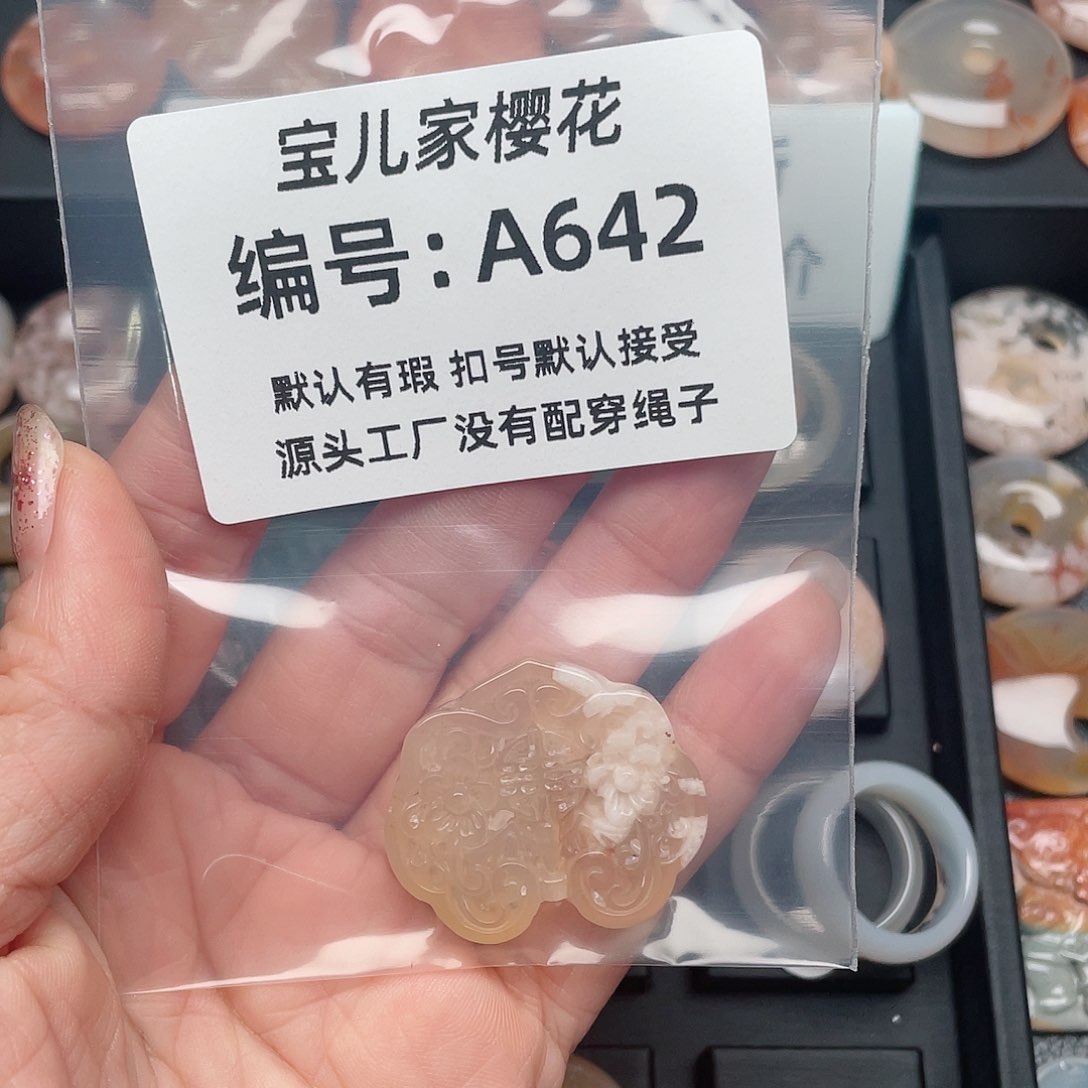 宝儿家樱花
编号:A642
默认有瑕 扣号默认接受
源头工厂没有配穿绳子